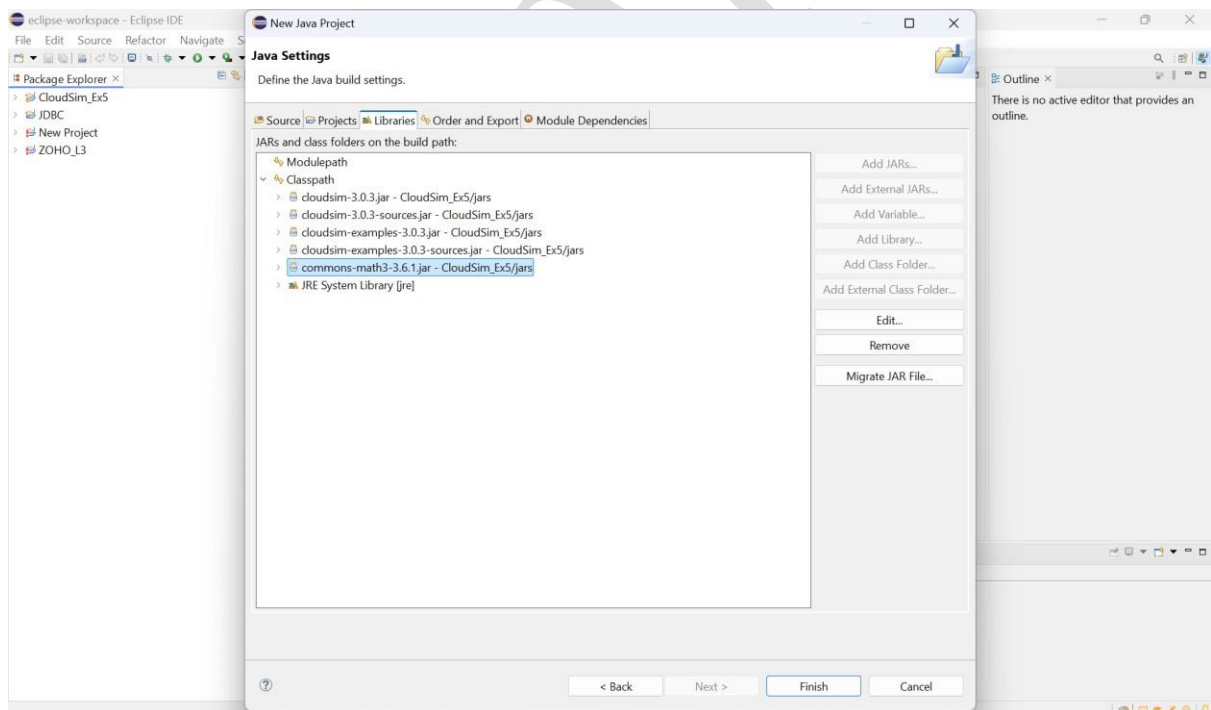 eclipse-workspace - Eclipse IDE
File Edit Source Refactor Navigate S
Package Explorer ×
CloudSim_Ex5
JDBC
New Project
ZOHO_L3
New Java Project
Java Settings
Define the Java build settings.
Source Projects Libraries Order and Export Module Dependencies
JARs and class folders on the build path:
Modulepath
Classpath
cloudsim-3.0.3.jar - CloudSim_Ex5/jars
cloudsim-3.0.3-sources.jar - CloudSim_Ex5/jars
cloudsim-examples-3.0.3.jar - CloudSim_Ex5/jars
cloudsim-examples-3.0.3-sources.jar - CloudSim_Ex5/jars
commons-math3-3.6.1.jar - CloudSim_Ex5/jars
JRE System Library [jre]
Add JARs...
Add External JARs...
Add Variable...
Add Library...
Add Class Folder...
Add External Class Folder...
Edit...
Remove
Migrate JAR File...
< Back
Next >
Finish
Cancel
Outline ×
There is no active editor that provides an
outline.